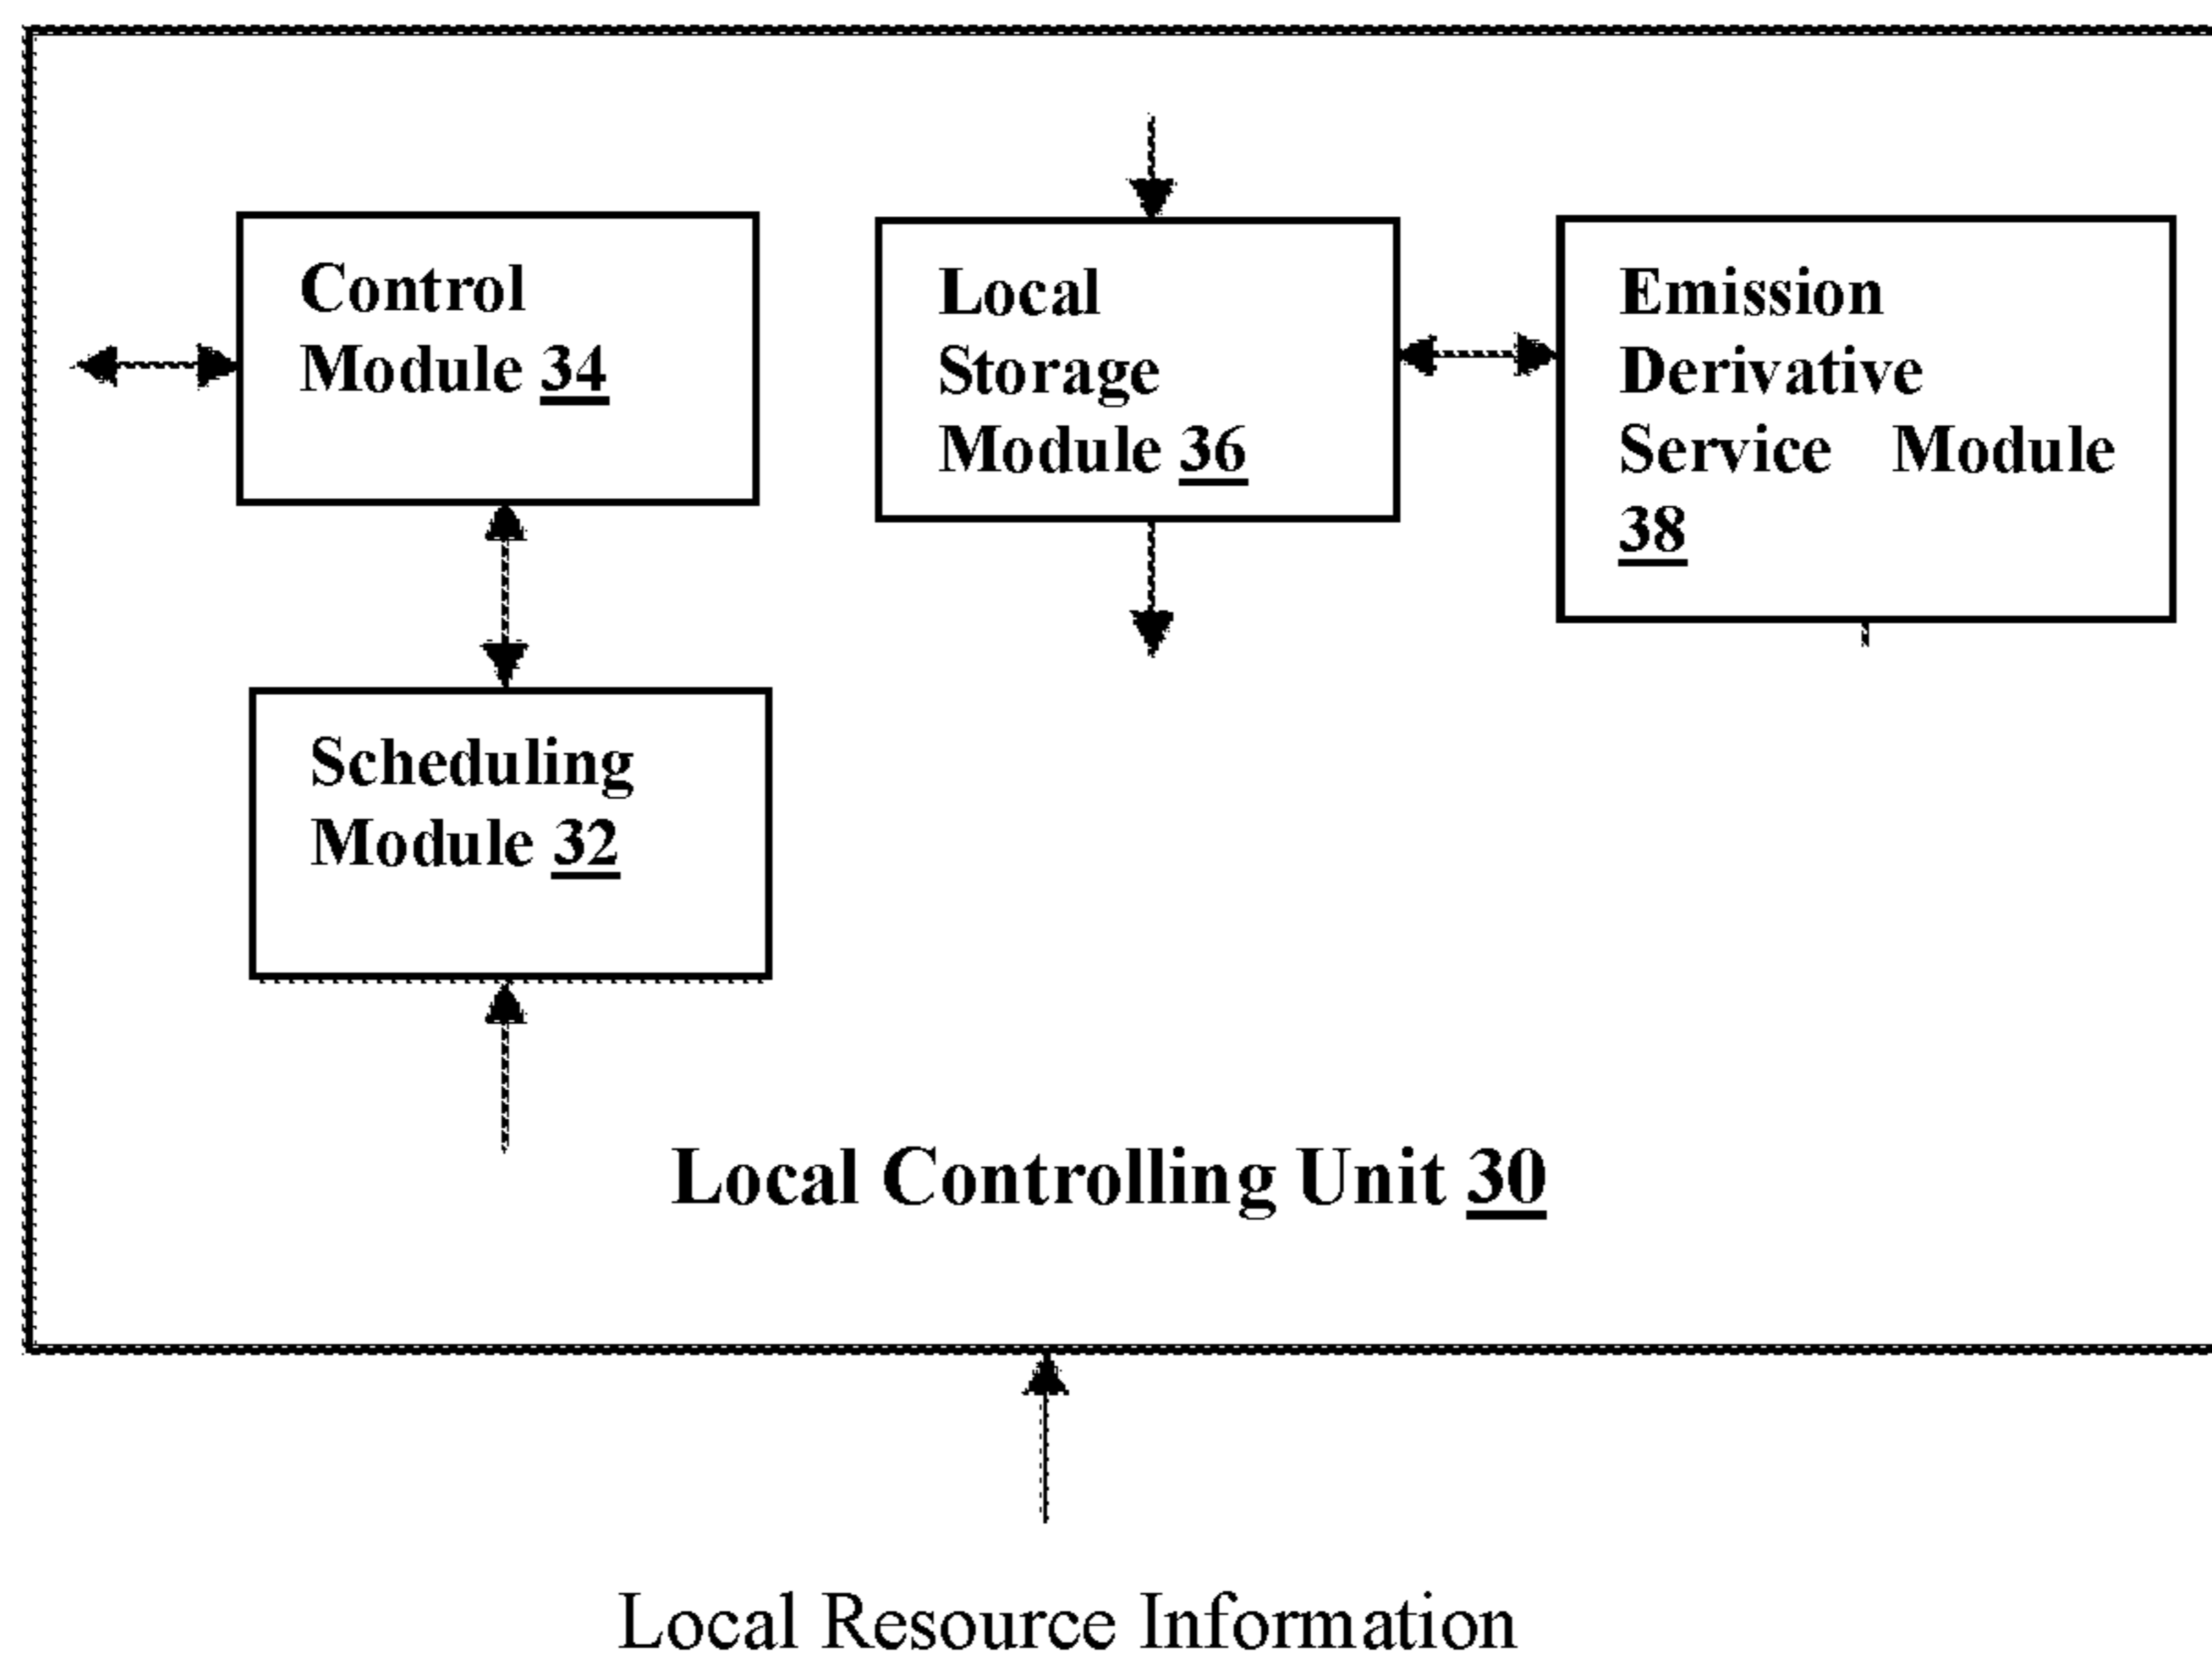 Control
Module 34
Local
Storage
Module 36
Emission
Derivative
Service Module
38
Scheduling
Module 32
Local Controlling Unit 30
Local Resource Information